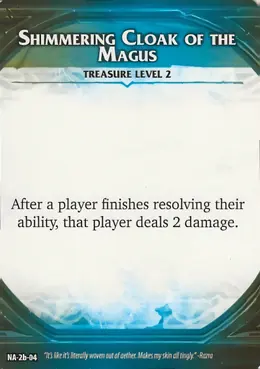 Shimmering Cloak of the
Magus
Treasure Level 2
After a player finishes resolving their
ability, that player deals 2 damage.
NA-2b-04 "It's like it's literally woven out of aether. Makes my skin all tingly." -Razra